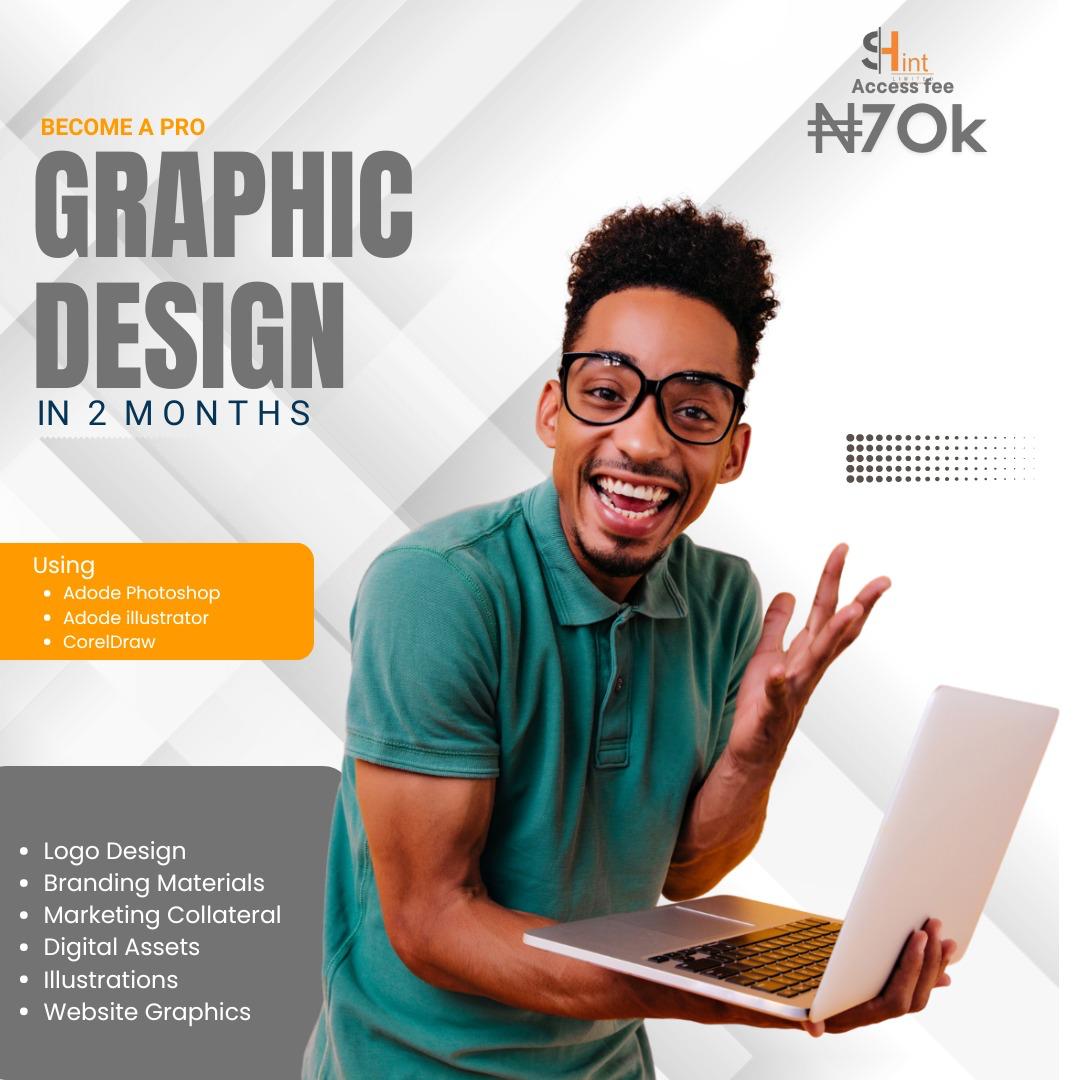 SHint
LIMITED
Access fee
₦70k
BECOME A PRO
GRAPHIC
DESIGN
IN 2 MONTHS
Using
• Adode Photoshop
• Adode illustrator
• CorelDraw
• Logo Design
• Branding Materials
• Marketing Collateral
• Digital Assets
• Illustrations
• Website Graphics